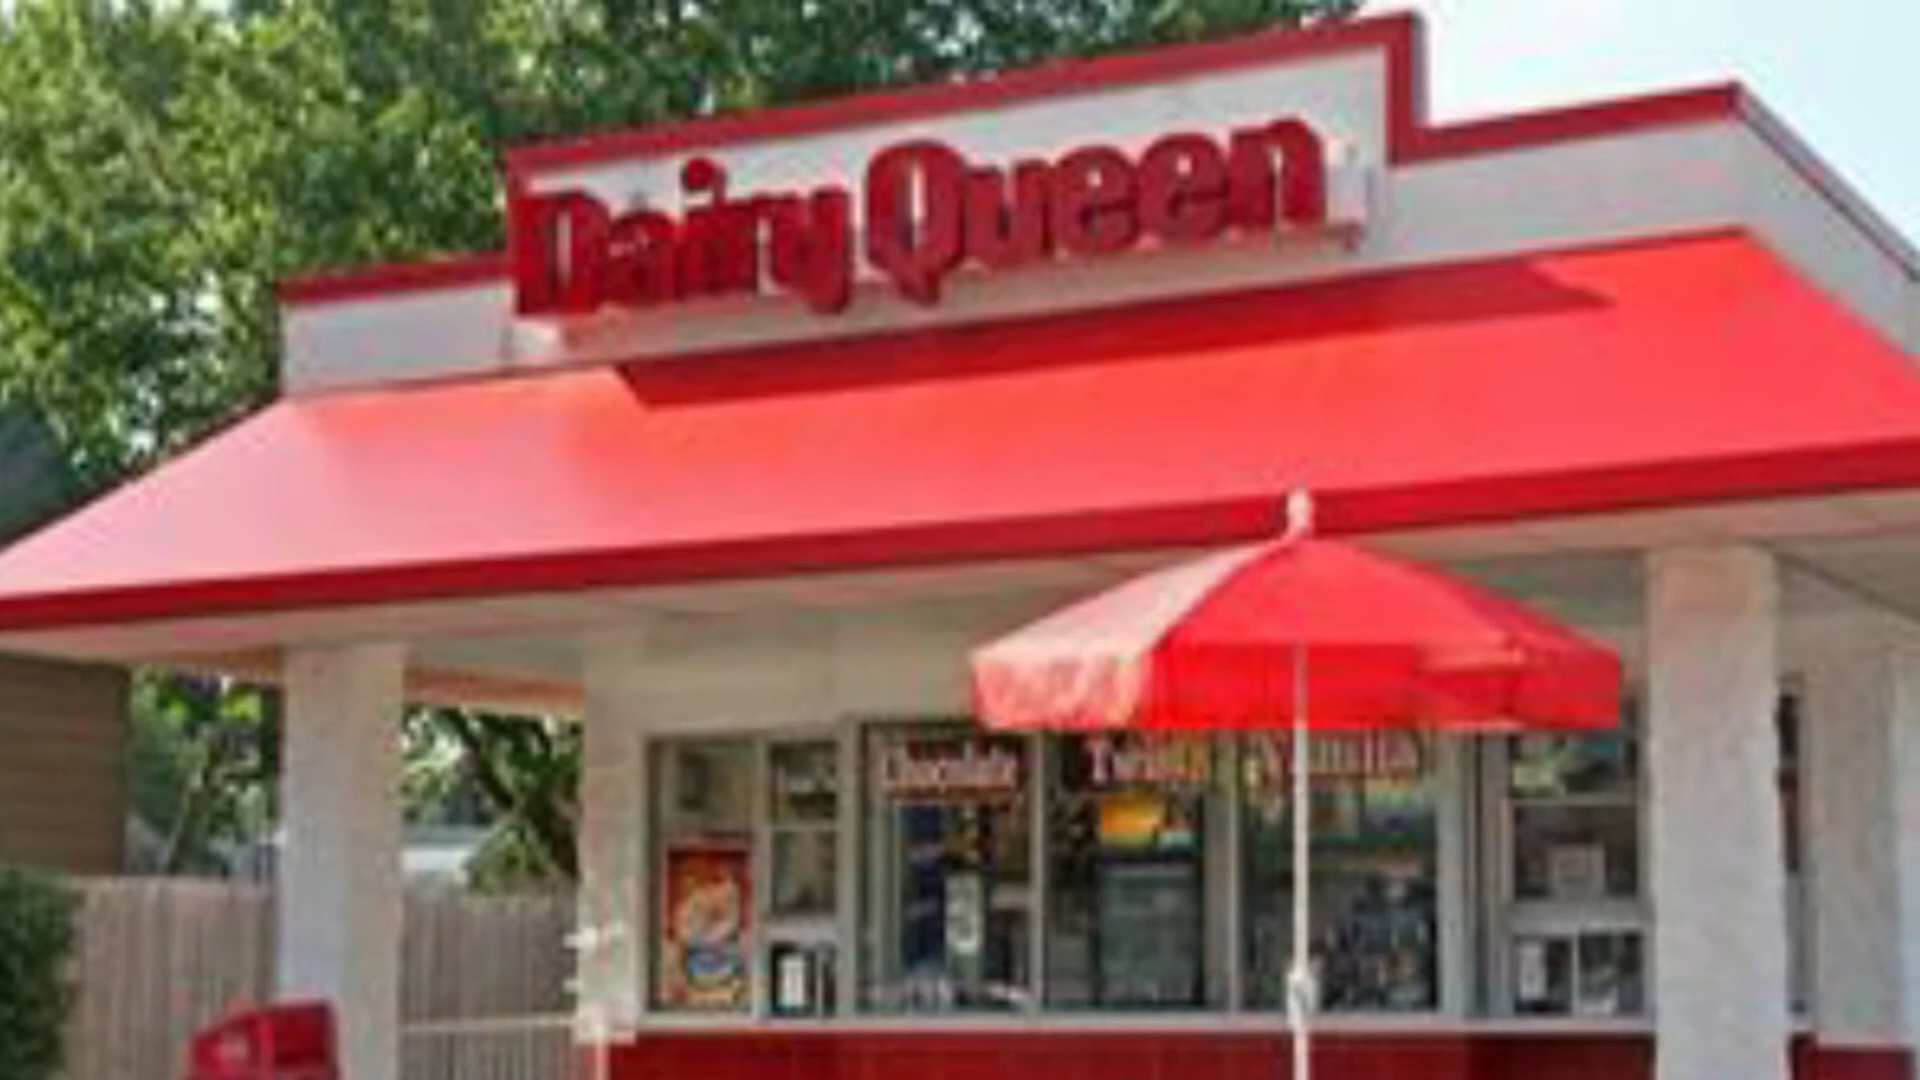 Dairy Queen
Chocolate
Twist
Vanilla